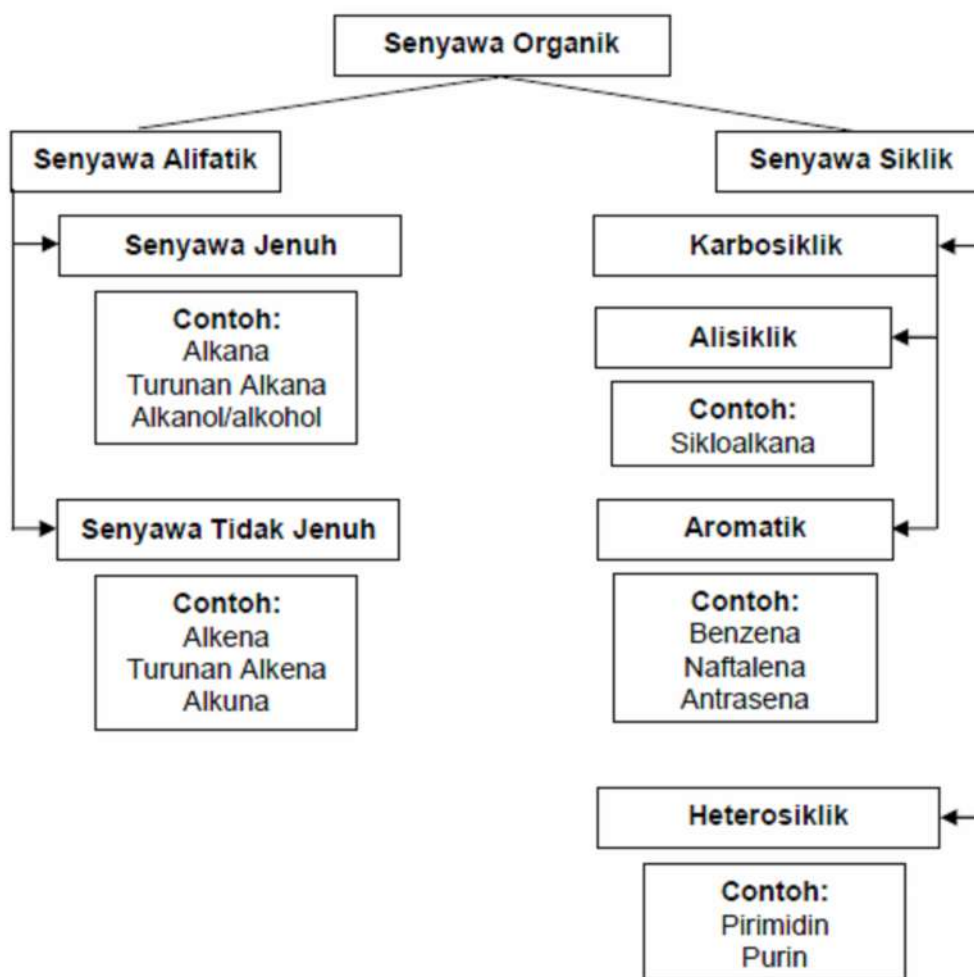 Senyawa Organik
Senyawa Alifatik
Senyawa Jenuh
Contoh:
Alkana
Turunan Alkana
Alkanol/alkohol
Senyawa Tidak Jenuh
Contoh:
Alkena
Turunan Alkena
Alkuna
Senyawa Siklik
Karbosiklik
Alisiklik
Contoh:
Sikloalkana
Aromatik
Contoh:
Benzena
Naftalena
Antrasena
Heterosiklik
Contoh:
Pirimidin
Purin